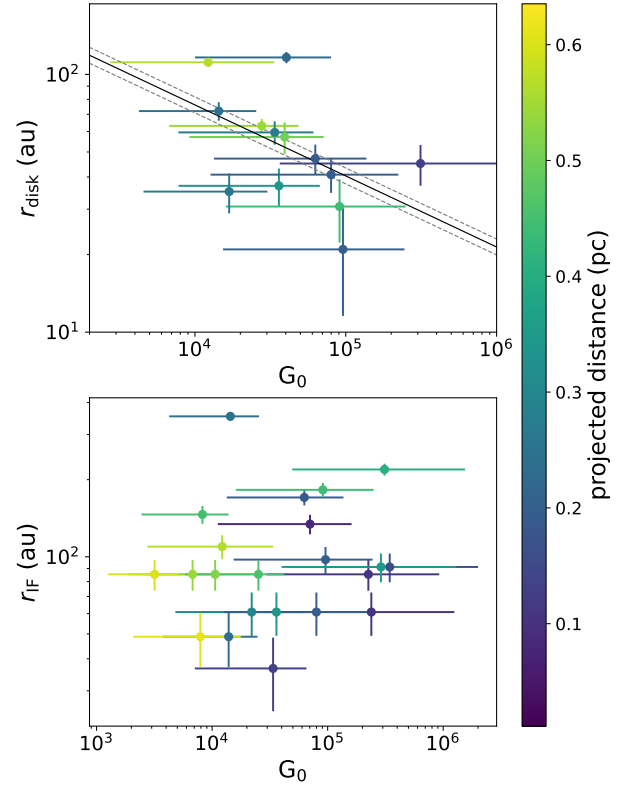 10²
10¹
r_disk (au)
10⁴ 10⁵ 10⁶
G₀
10²
r_IF (au)
10³ 10⁴ 10⁵ 10⁶
G₀
0.6
0.5
0.4
0.3
0.2
0.1
projected distance (pc)